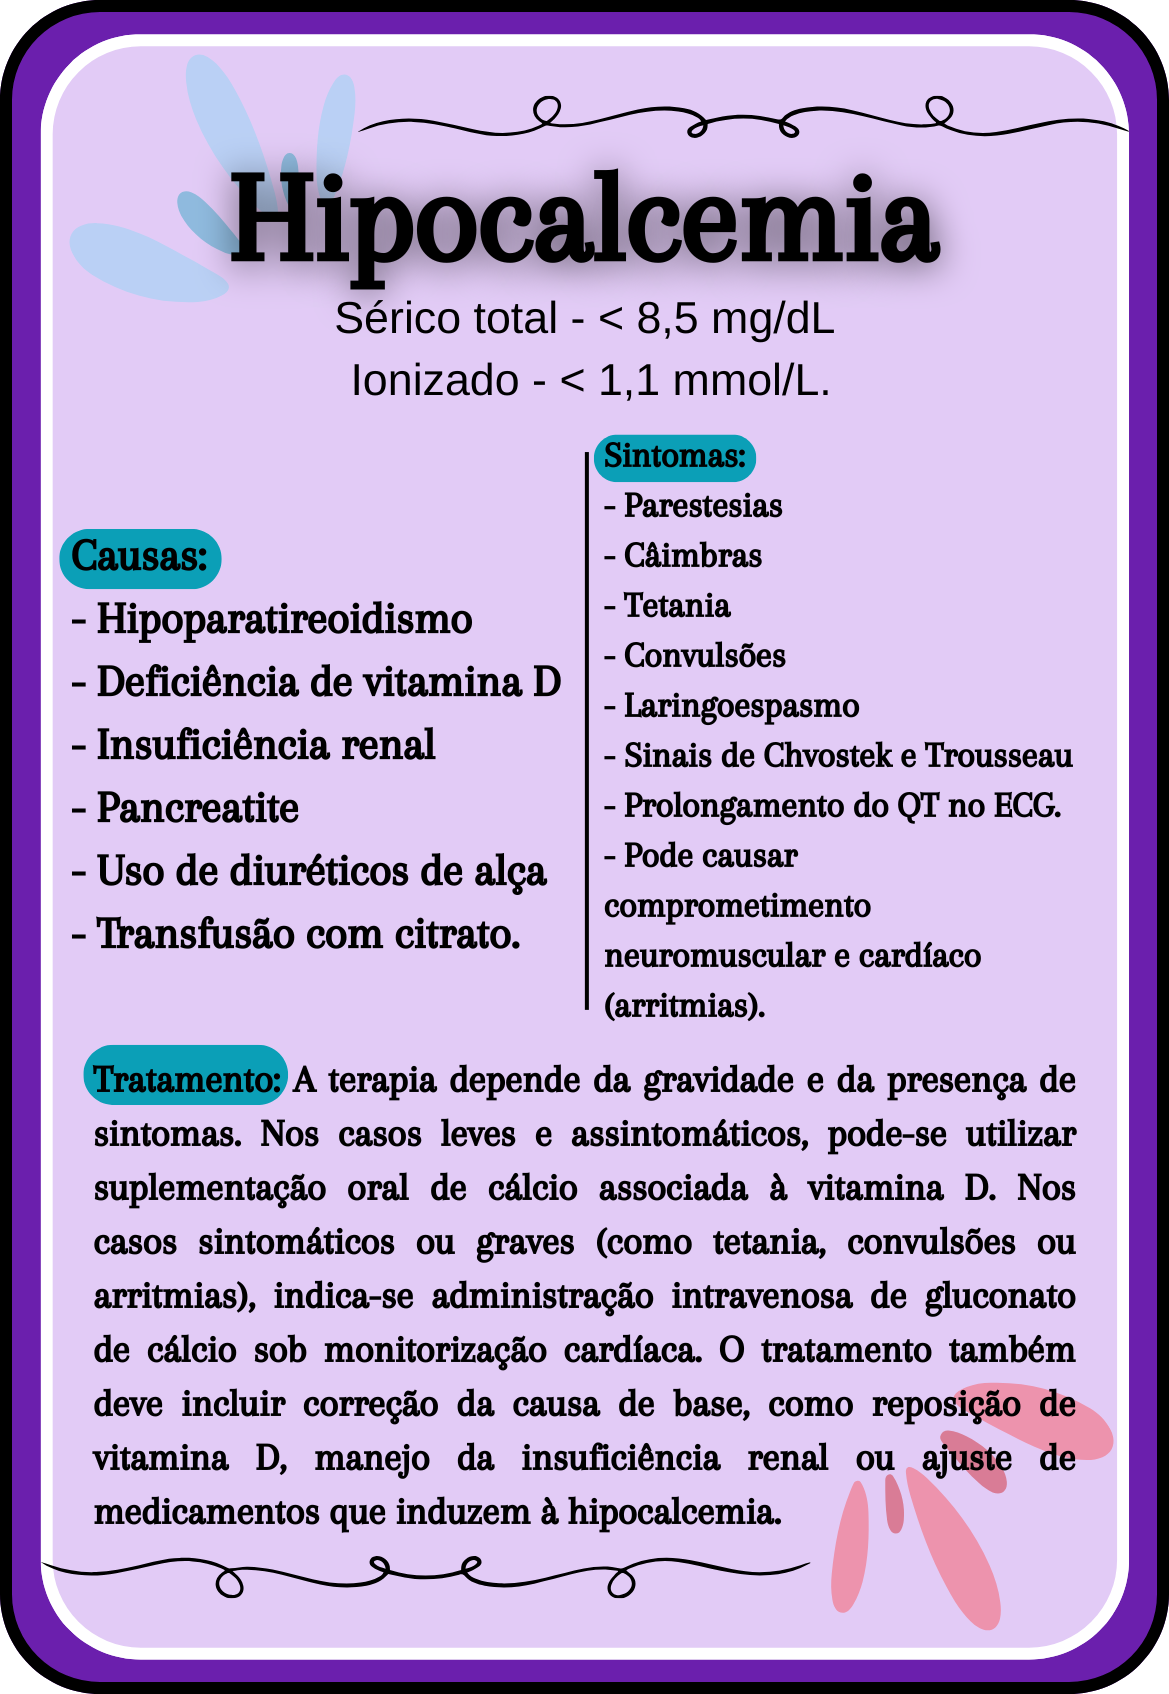 Hipocalcemia
Sérico total - < 8,5 mg/dL
Ionizado - < 1,1 mmol/L.
Causas:
- Hipoparatireoidismo
- Deficiência de vitamina D
- Insuficiência renal
- Pancreatite
- Uso de diuréticos de alça
- Transfusão com citrato.
Sintomas:
- Parestesias
- Câimbras
- Tetania
- Convulsões
- Laringoespasmo
- Sinais de Chvostek e Trousseau
- Prolongamento do QT no ECG.
- Pode causar
comprometimento
neuromuscular e cardíaco
(arritmias).
Tratamento: A terapia depende da gravidade e da presença de
sintomas. Nos casos leves e assintomáticos, pode-se utilizar
suplementação oral de cálcio associada à vitamina D. Nos
casos sintomáticos ou graves (como tetania, convulsões ou
arritmias), indica-se administração intravenosa de gluconato
de cálcio sob monitorização cardíaca. O tratamento também
deve incluir correção da causa de base, como reposição de
vitamina D, manejo da insuficiência renal ou ajuste de
medicamentos que induzem à hipocalcemia.